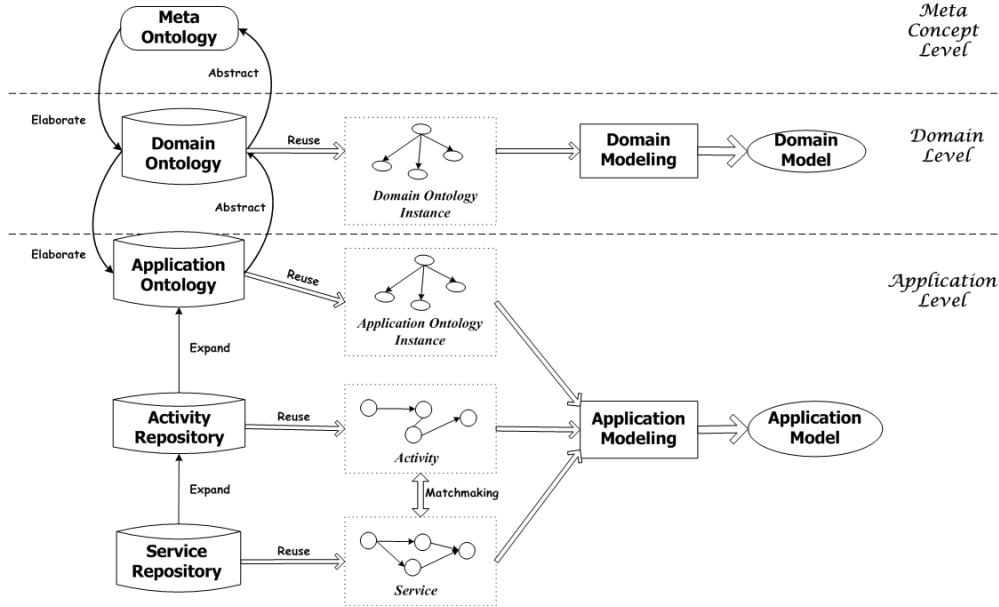 Meta
Ontology
Meta
Concept
Level
Abstract
Elaborate
Domain
Ontology
Reuse
Domain Ontology
Instance
Domain
Modeling
Domain
Model
Domain
Level
Abstract
Elaborate
Application
Ontology
Reuse
Application Ontology
Instance
Application
Level
Expand
Activity
Repository
Reuse
Activity
Application
Modeling
Application
Model
Matchmaking
Expand
Service
Repository
Reuse
Service